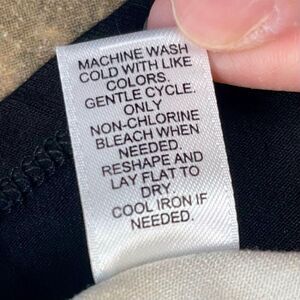 MACHINE WASH
COLD WITH LIKE
COLORS.
GENTLE CYCLE.
ONLY
NON-CHLORINE
BLEACH WHEN
NEEDED.
RESHAPE AND
LAY FLAT TO
DRY.
COOL IRON IF
NEEDED.